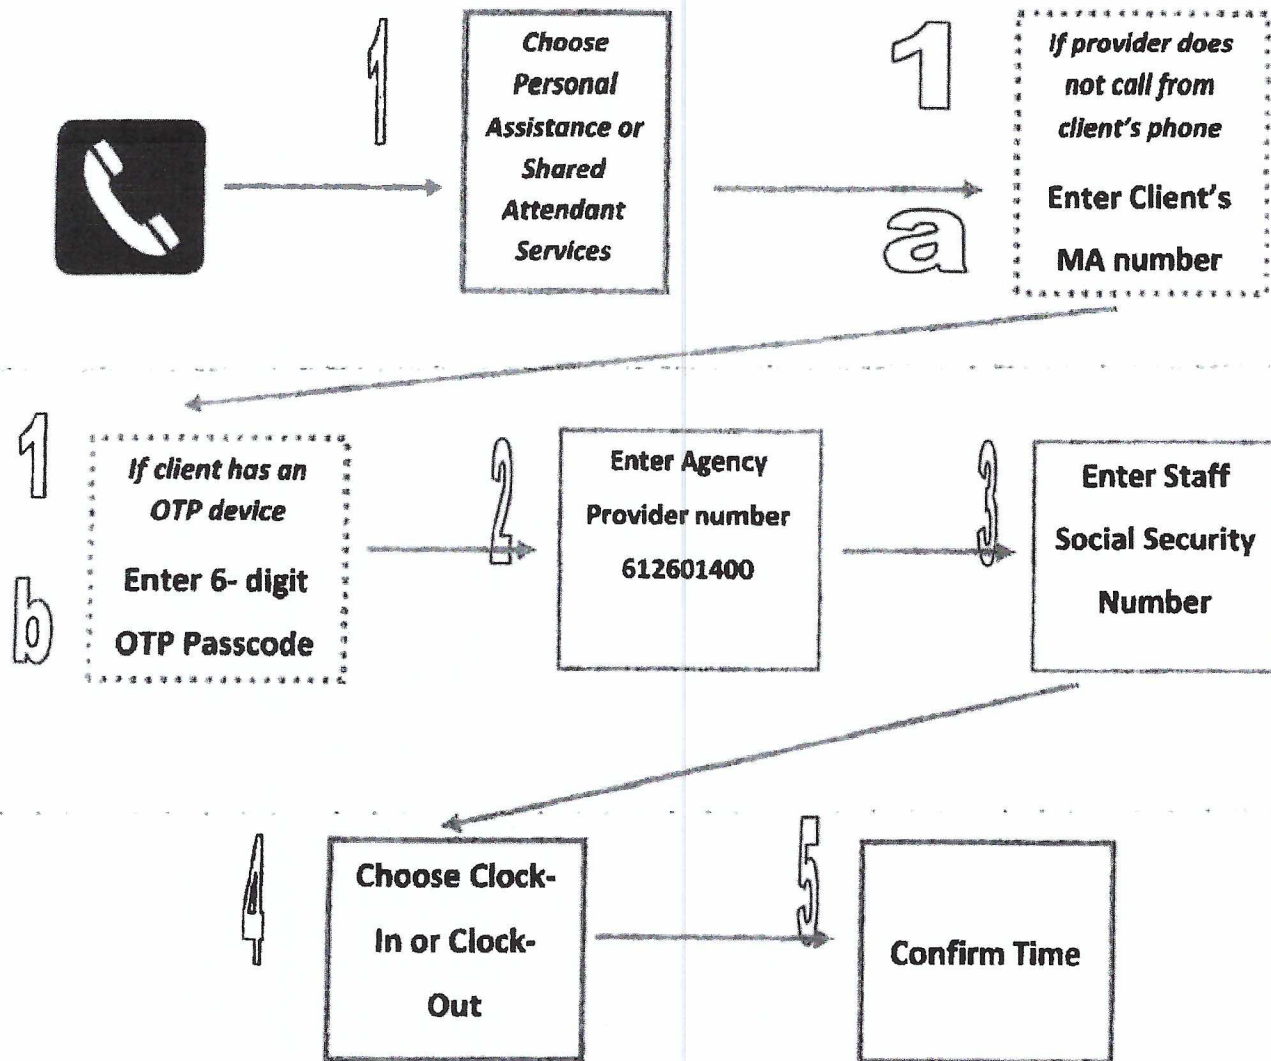 1
Choose
Personal
Assistance or
Shared
Attendant
Services
1
a
If provider does
not call from
client's phone
Enter Client's
MA number
1
b
If client has an
OTP device
Enter 6- digit
OTP Passcode
2
Enter Agency
Provider number
612601400
3
Enter Staff
Social Security
Number
4
Choose Clock-
In or Clock-
Out
5
Confirm Time